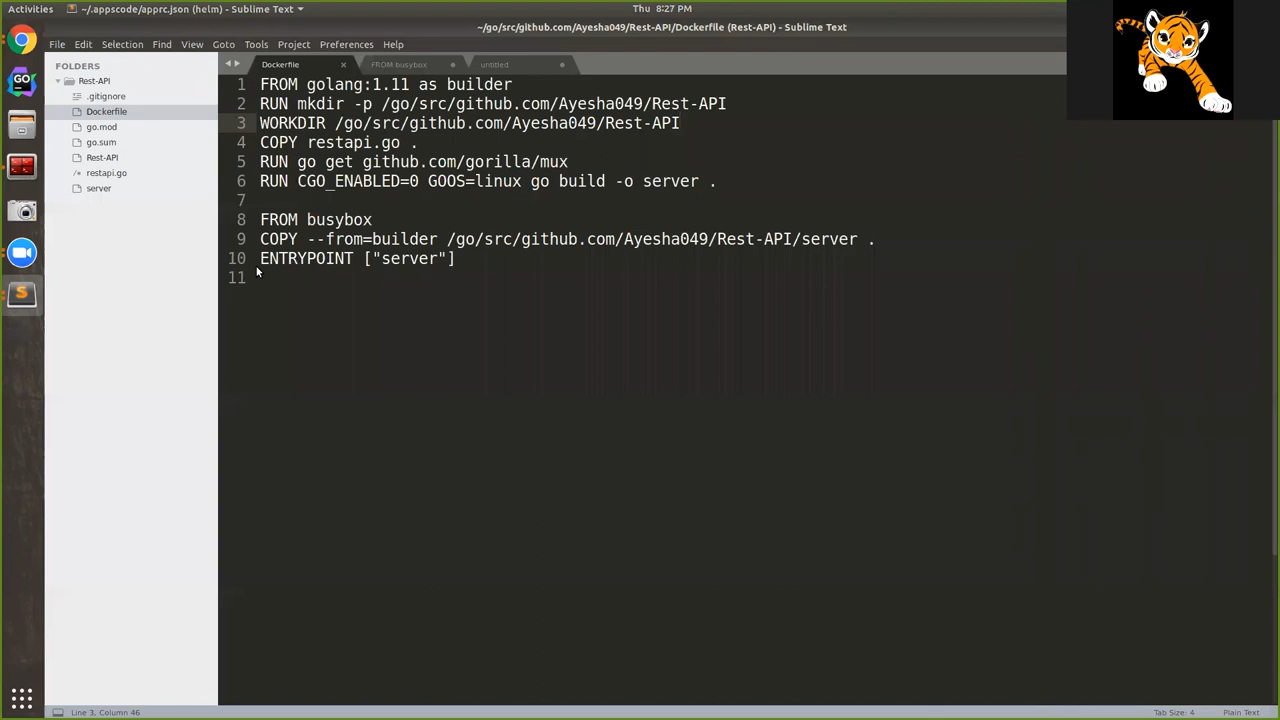 Activities
~/.appscode/apprc.json (helm) - Sublime Text
Thu 8:27 PM
~/go/src/github.com/Ayesha049/Rest-API/Dockerfile (Rest-API) - Sublime Text
File Edit Selection Find View Goto Tools Project Preferences Help
FOLDERS
Rest-API
.gitignore
Dockerfile
go.mod
go.sum
Rest-API
restapi.go
server
Dockerfile
FROM busybox
untitled
1 FROM golang:1.11 as builder
2 RUN mkdir -p /go/src/github.com/Ayesha049/Rest-API
3 WORKDIR /go/src/github.com/Ayesha049/Rest-API
4 COPY restapi.go .
5 RUN go get github.com/gorilla/mux
6 RUN CGO_ENABLED=0 GOOS=linux go build -o server .
7
8 FROM busybox
9 COPY --from=builder /go/src/github.com/Ayesha049/Rest-API/server .
10 ENTRYPOINT ["server"]
11
Line 3, Column 46
Tab Size: 4
Plain Text